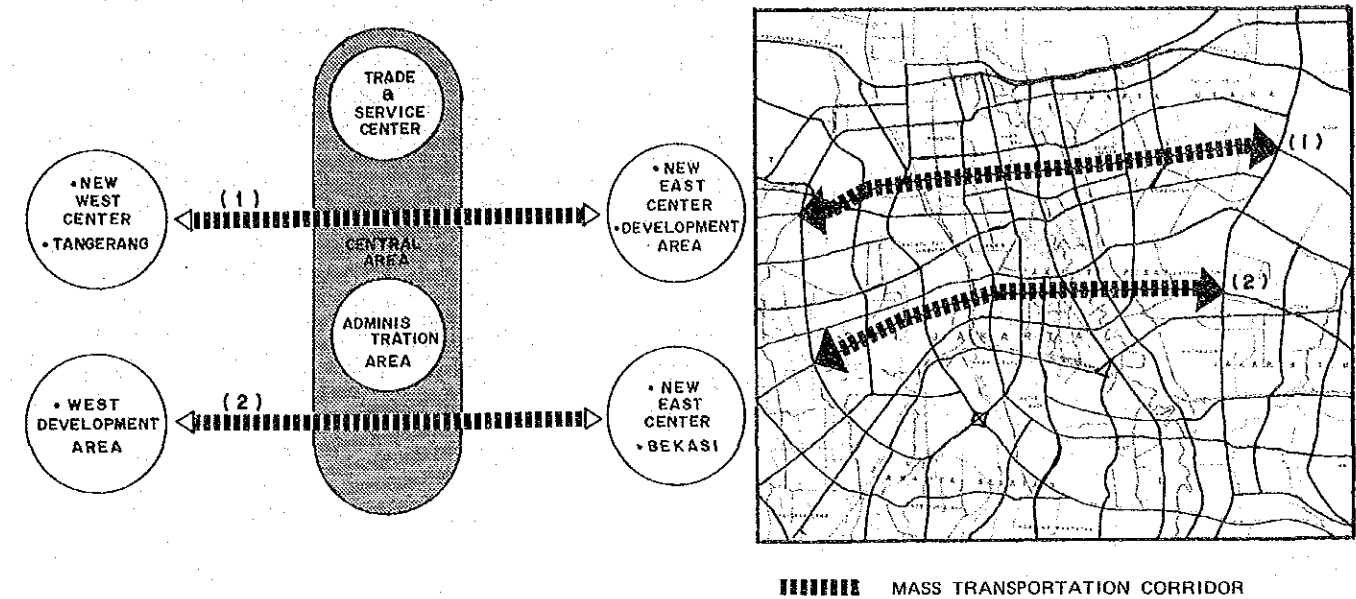 TRADE
&
SERVICE
CENTER
• NEW
WEST
CENTER
• TANGERANG
(1)
CENTRAL
AREA
• NEW
EAST
CENTER
• DEVELOPMENT
AREA
ADMINIS
TRATION
AREA
• WEST
DEVELOPMENT
AREA
(2)
• NEW
EAST
CENTER
• BEKASI
(1)
(2)
MASS TRANSPORTATION CORRIDOR